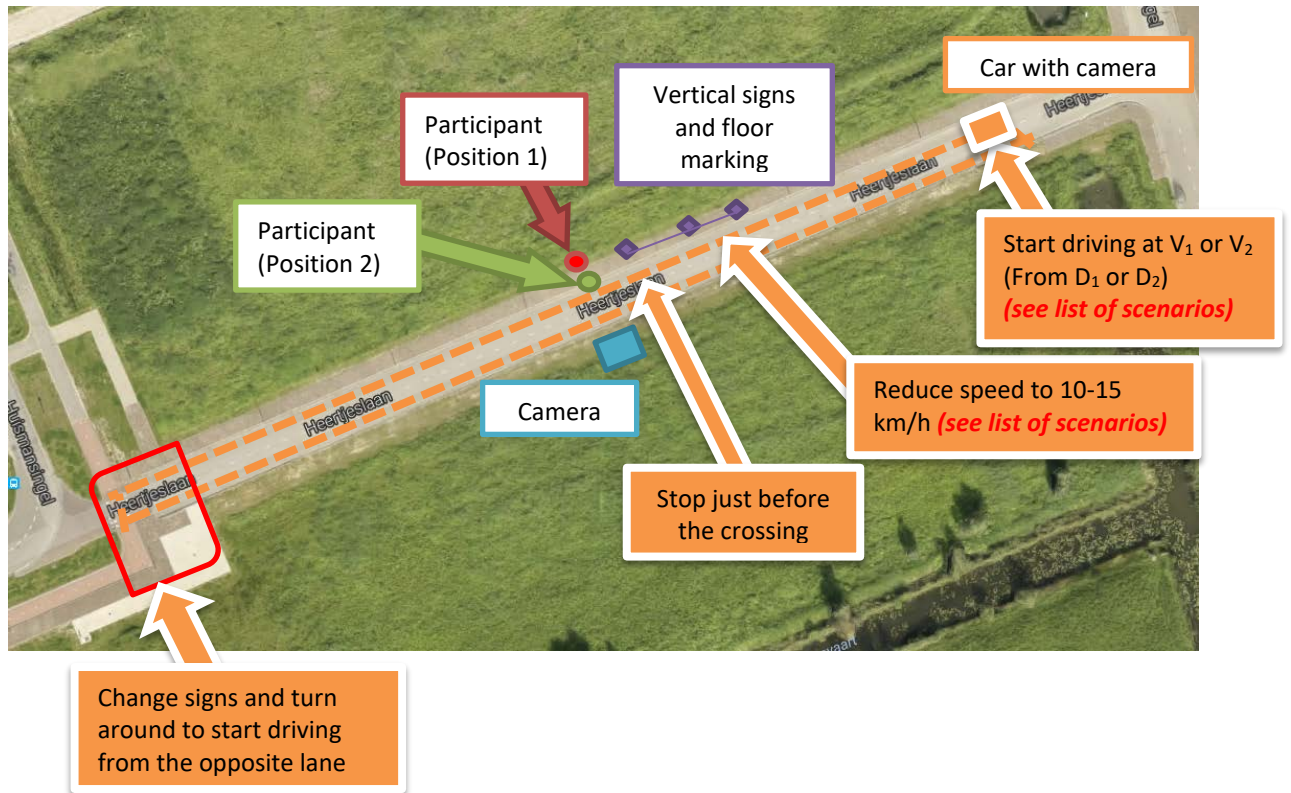 gel
Car with camera
Vertical signs
and floor
marking
Participant
(Position 1)
Heertjeslaan
Participant
(Position 2)
Start driving at V₁ or V₂
(From D₁ or D₂)
(see list of scenarios)
Heertjeslaan
Reduce speed to 10-15
km/h (see list of scenarios)
Camera
Heertjeslaan
Huismansingel
Stop just before
the crossing
Heertjeslaan
vaart
Change signs and turn
around to start driving
from the opposite lane